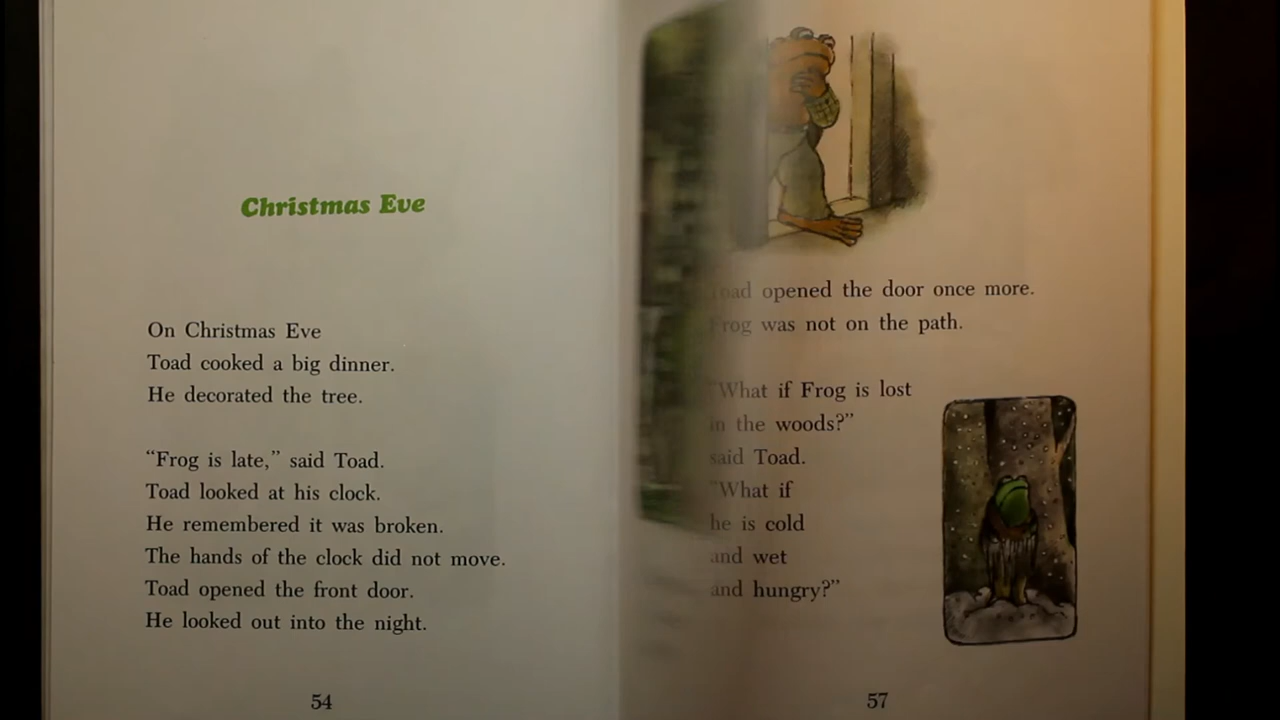 Christmas Eve
On Christmas Eve
Toad cooked a big dinner.
He decorated the tree.
“Frog is late,” said Toad.
Toad looked at his clock.
He remembered it was broken.
The hands of the clock did not move.
Toad opened the front door.
He looked out into the night.
54
Toad opened the door once more.
Frog was not on the path.
“What if Frog is lost
in the woods?”
said Toad.
“What if
he is cold
and wet
and hungry?”
57